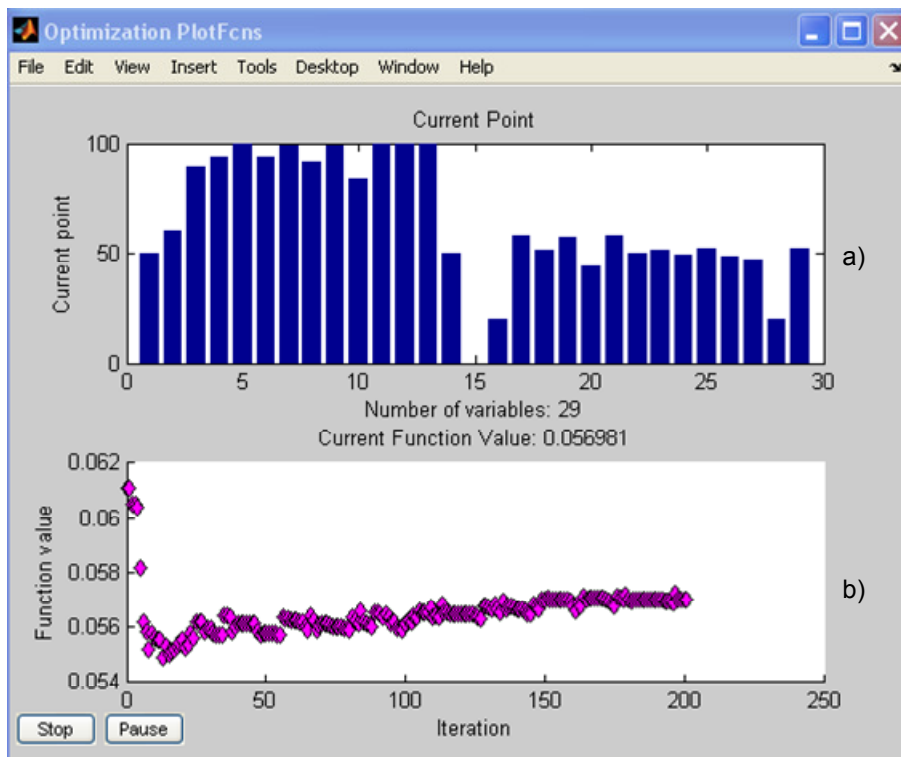 Optimization PlotFcns
File Edit View Insert Tools Desktop Window Help
Current Point
Current point
100
50
0
0 5 10 15 20 25 30
Number of variables: 29
a)
Current Function Value: 0.056981
Function value
0.062
0.06
0.058
0.056
0.054
0 50 100 150 200 250
Iteration
b)
Stop Pause